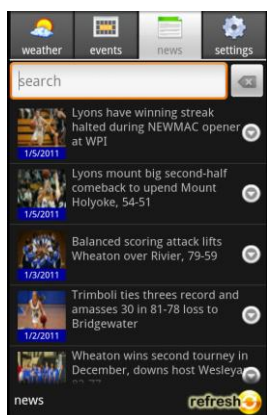 weather events news settings
search
Lyons have winning streak
halted during NEWMAC opener
at WPI
1/5/2011
Lyons mount big second-half
comeback to upend Mount
Holyoke, 54-51
1/5/2011
Balanced scoring attack lifts
Wheaton over Rivier, 79-59
1/3/2011
Trimboli ties threes record and
amasses 30 in 81-78 loss to
Bridgewater
1/2/2011
Wheaton wins second tourney in
December, downs host Wesleya
news refresh